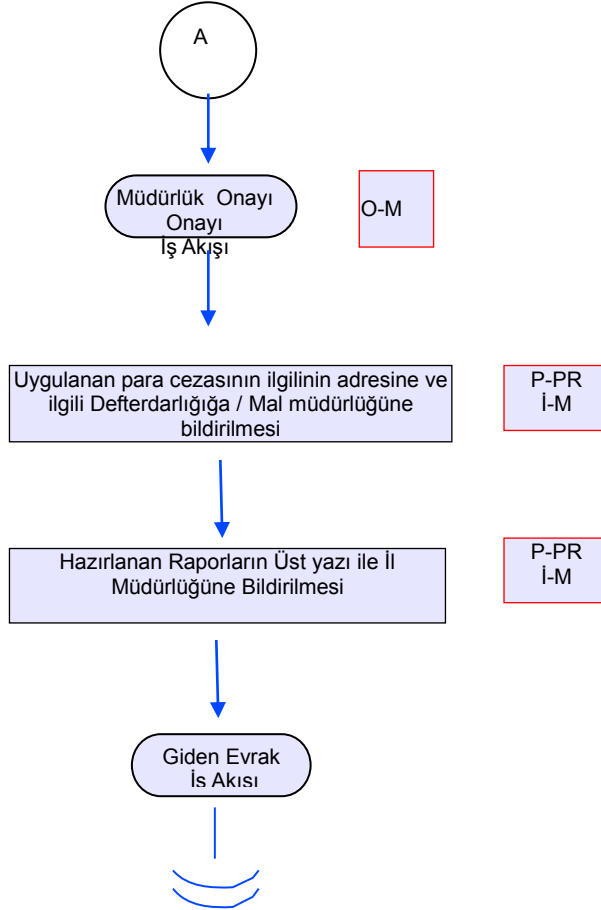 A
Müdürlük Onayı
Onayı
İş Akışı
O-M
Uygulanan para cezasının ilgilinin adresine ve
ilgili Defterdarlığığa / Mal müdürlüğüne
bildirilmesi
P-PR
İ-M
Hazırlanan Raporların Üst yazı ile İl
Müdürlüğüne Bildirilmesi
P-PR
İ-M
Giden Evrak
İş Akışı